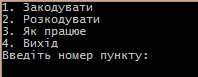 1. Закодувати
2. Розкодувати
3. Як працює
4. Вихід
Введіть номер пункту: